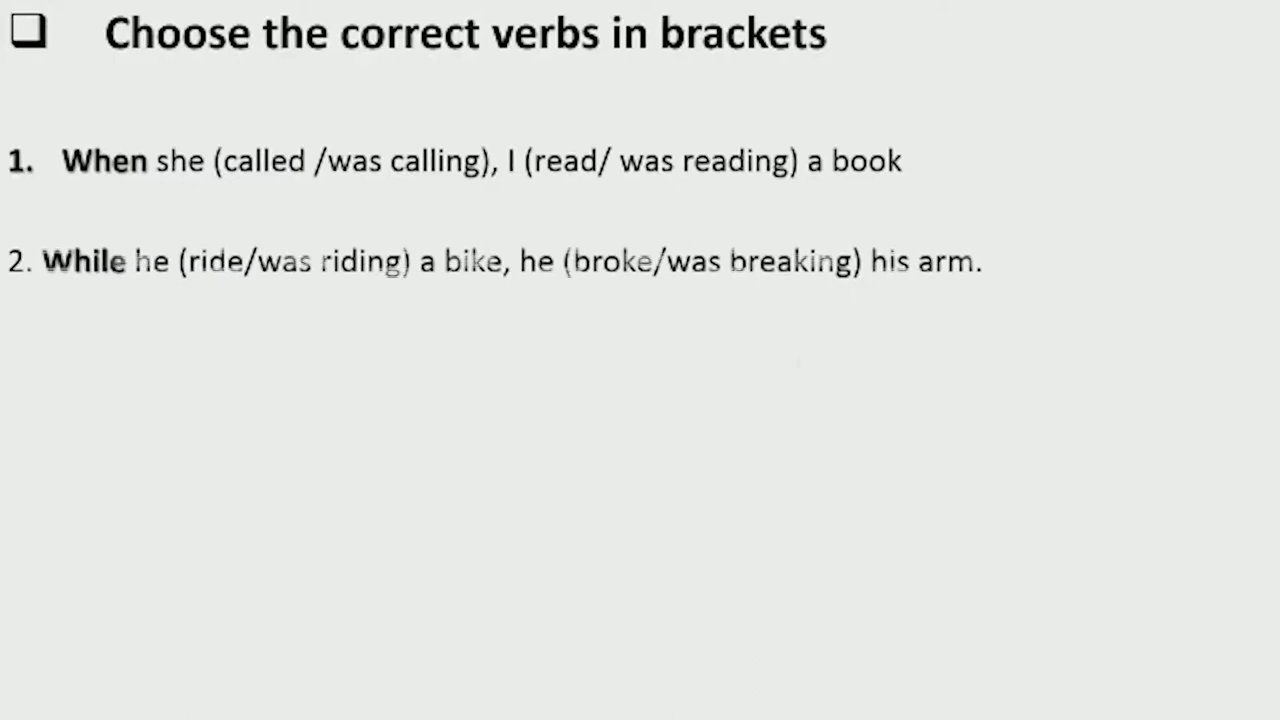 Choose the correct verbs in brackets
1. When she (called /was calling), I (read/ was reading) a book
2. While he (ride/was riding) a bike, he (broke/was breaking) his arm.